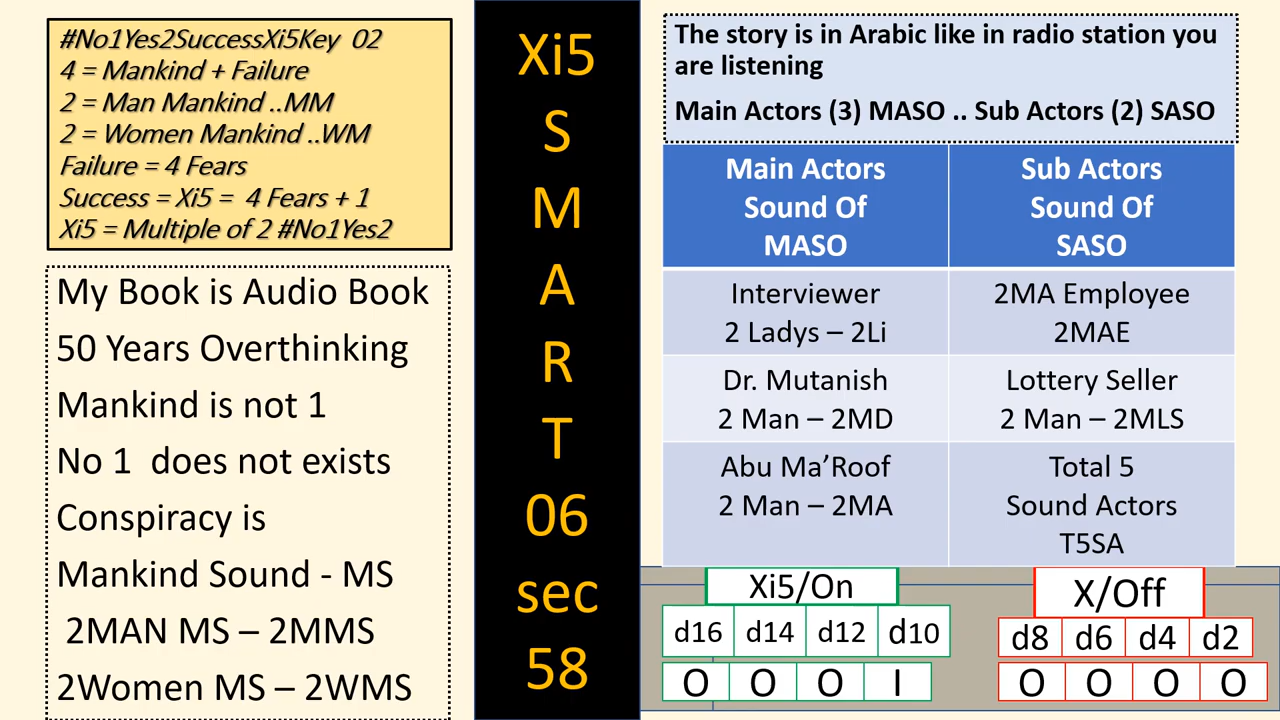 #No1Yes2SuccessXi5Key 02
4 = Mankind + Failure
2 = Man Mankind ..MM
2 = Women Mankind ..WM
Failure = 4 Fears
Success = Xi5 = 4 Fears + 1
Xi5 = Multiple of 2 #No1Yes2
My Book is Audio Book
50 Years Overthinking
Mankind is not 1
No 1 does not exists
Conspiracy is
Mankind Sound - MS
2MAN MS – 2MMS
2Women MS – 2WMS
Xi5
S
M
A
R
T
06
sec
58
The story is in Arabic like in radio station you
are listening
Main Actors (3) MASO .. Sub Actors (2) SASO
Main Actors
Sound Of
MASO
Sub Actors
Sound Of
SASO
Interviewer
2 Ladys – 2Li
2MA Employee
2MAE
Dr. Mutanish
2 Man – 2MD
Lottery Seller
2 Man – 2MLS
Abu Ma’Roof
2 Man – 2MA
Total 5
Sound Actors
T5SA
Xi5/On
d16 d14 d12 d10
O O O I
X/Off
d8 d6 d4 d2
O O O O